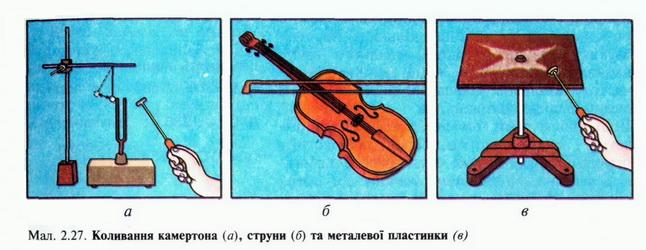 а
б
в
Мал. 2.27. Коливання камертона (а), струни (б) та металевої пластинки (в)